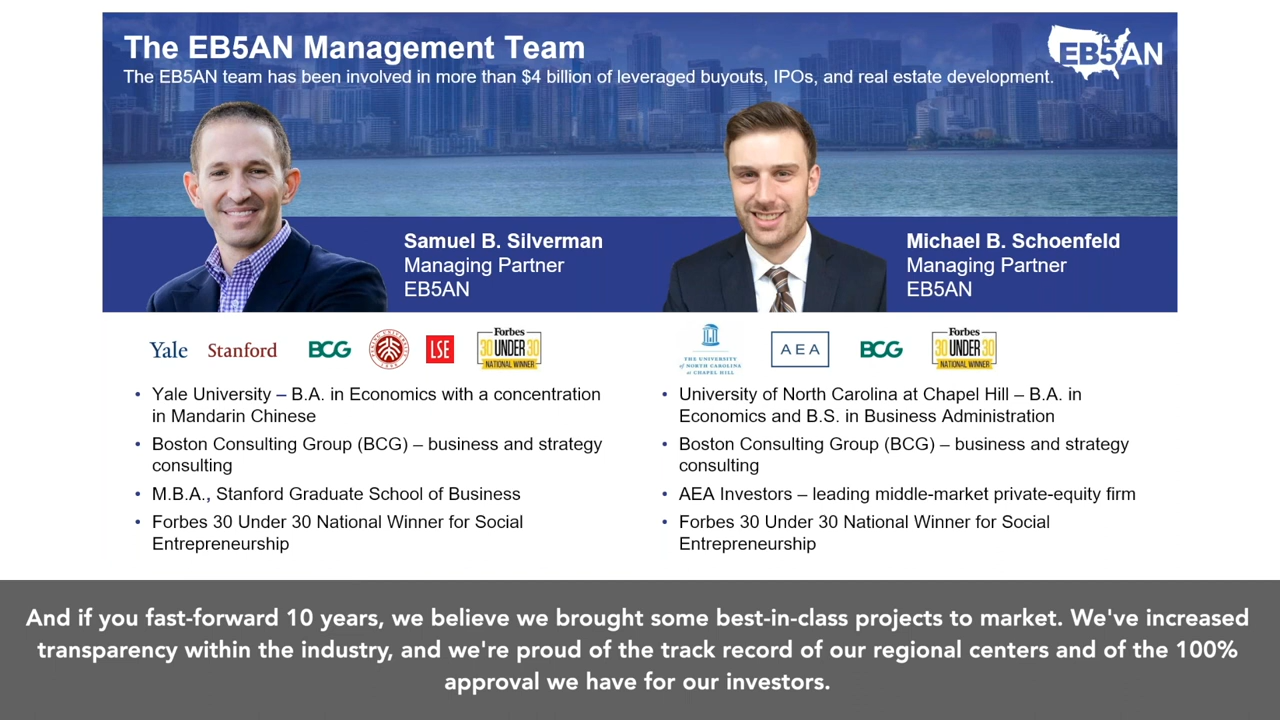 The EB5AN Management Team
The EB5AN team has been involved in more than $4 billion of leveraged buyouts, IPOs, and real estate development.
EB5AN
Samuel B. Silverman
Managing Partner
EB5AN
Michael B. Schoenfeld
Managing Partner
EB5AN
Yale
Stanford
BCG
LSE
Forbes
30 UNDER 30
NATIONAL WINNER
THE UNIVERSITY
of NORTH CAROLINA
at CHAPEL HILL
AEA
BCG
Forbes
30 UNDER 30
NATIONAL WINNER
• Yale University – B.A. in Economics with a concentration
in Mandarin Chinese
• Boston Consulting Group (BCG) – business and strategy
consulting
• M.B.A., Stanford Graduate School of Business
• Forbes 30 Under 30 National Winner for Social
Entrepreneurship
• University of North Carolina at Chapel Hill – B.A. in
Economics and B.S. in Business Administration
• Boston Consulting Group (BCG) – business and strategy
consulting
• AEA Investors – leading middle-market private-equity firm
• Forbes 30 Under 30 National Winner for Social
Entrepreneurship
And if you fast-forward 10 years, we believe we brought some best-in-class projects to market. We've increased
transparency within the industry, and we're proud of the track record of our regional centers and of the 100%
approval we have for our investors.